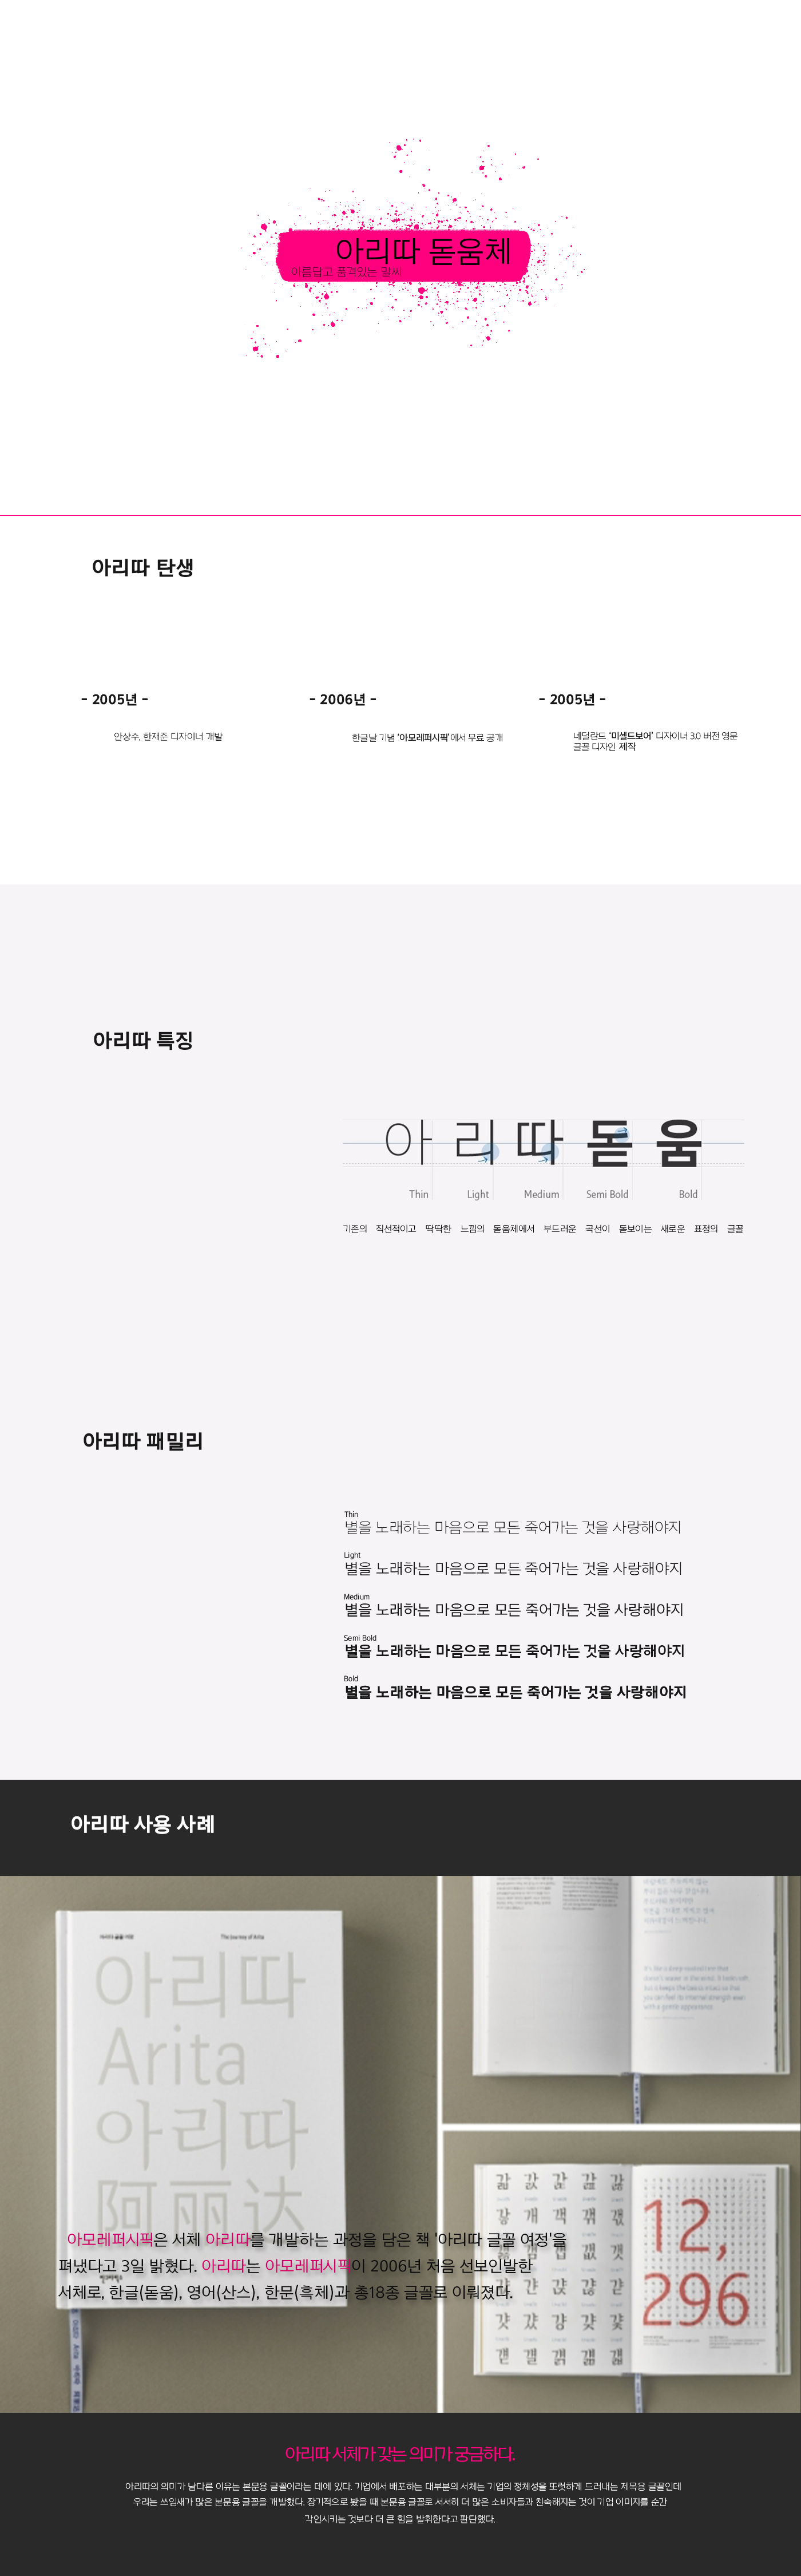 아리따 돋움체
아름답고 품격있는 말씨
아리따 탄생
- 2005년 -
안상수, 한재준 디자이너 개발
- 2006년 -
한글날 기념 '아모레퍼시픽'에서 무료 공개
- 2005년 -
네덜란드 '미셀드보어' 디자이너 3.0 버전 영문
글꼴 디자인 제작
아리따 특징
아 리 따 돋 움
Thin Light Medium Semi Bold Bold
기존의 직선적이고 딱딱한 느낌의 돋움체에서 부드러운 곡선이 돋보이는 새로운 표정의 글꼴
아리따 패밀리
Thin
별을 노래하는 마음으로 모든 죽어가는 것을 사랑해야지
Light
별을 노래하는 마음으로 모든 죽어가는 것을 사랑해야지
Medium
별을 노래하는 마음으로 모든 죽어가는 것을 사랑해야지
Semi Bold
별을 노래하는 마음으로 모든 죽어가는 것을 사랑해야지
Bold
별을 노래하는 마음으로 모든 죽어가는 것을 사랑해야지
아리따 사용 사례
아리따 글꼴 여정 The Journey of Arita
아리따
Arita
아리따
阿丽达
12,
296
아모레퍼시픽은 서체 아리따를 개발하는 과정을 담은 책 '아리따 글꼴 여정'을
펴냈다고 3일 밝혔다. 아리따는 아모레퍼시픽이 2006년 처음 선보인말한
서체로, 한글(돋움), 영어(산스), 한문(흑체)과 총18종 글꼴로 이뤄졌다.
아리따 서체가 갖는 의미가 궁금하다.
아리따의 의미가 남다른 이유는 본문용 글꼴이라는 데에 있다. 기업에서 배포하는 대부분의 서체는 기업의 정체성을 또렷하게 드러내는 제목용 글꼴인데
우리는 쓰임새가 많은 본문용 글꼴을 개발했다. 장기적으로 봤을 때 본문용 글꼴로 서서히 더 많은 소비자들과 친숙해지는 것이 기업 이미지를 순간
각인시키는 것보다 더 큰 힘을 발휘한다고 판단했다.